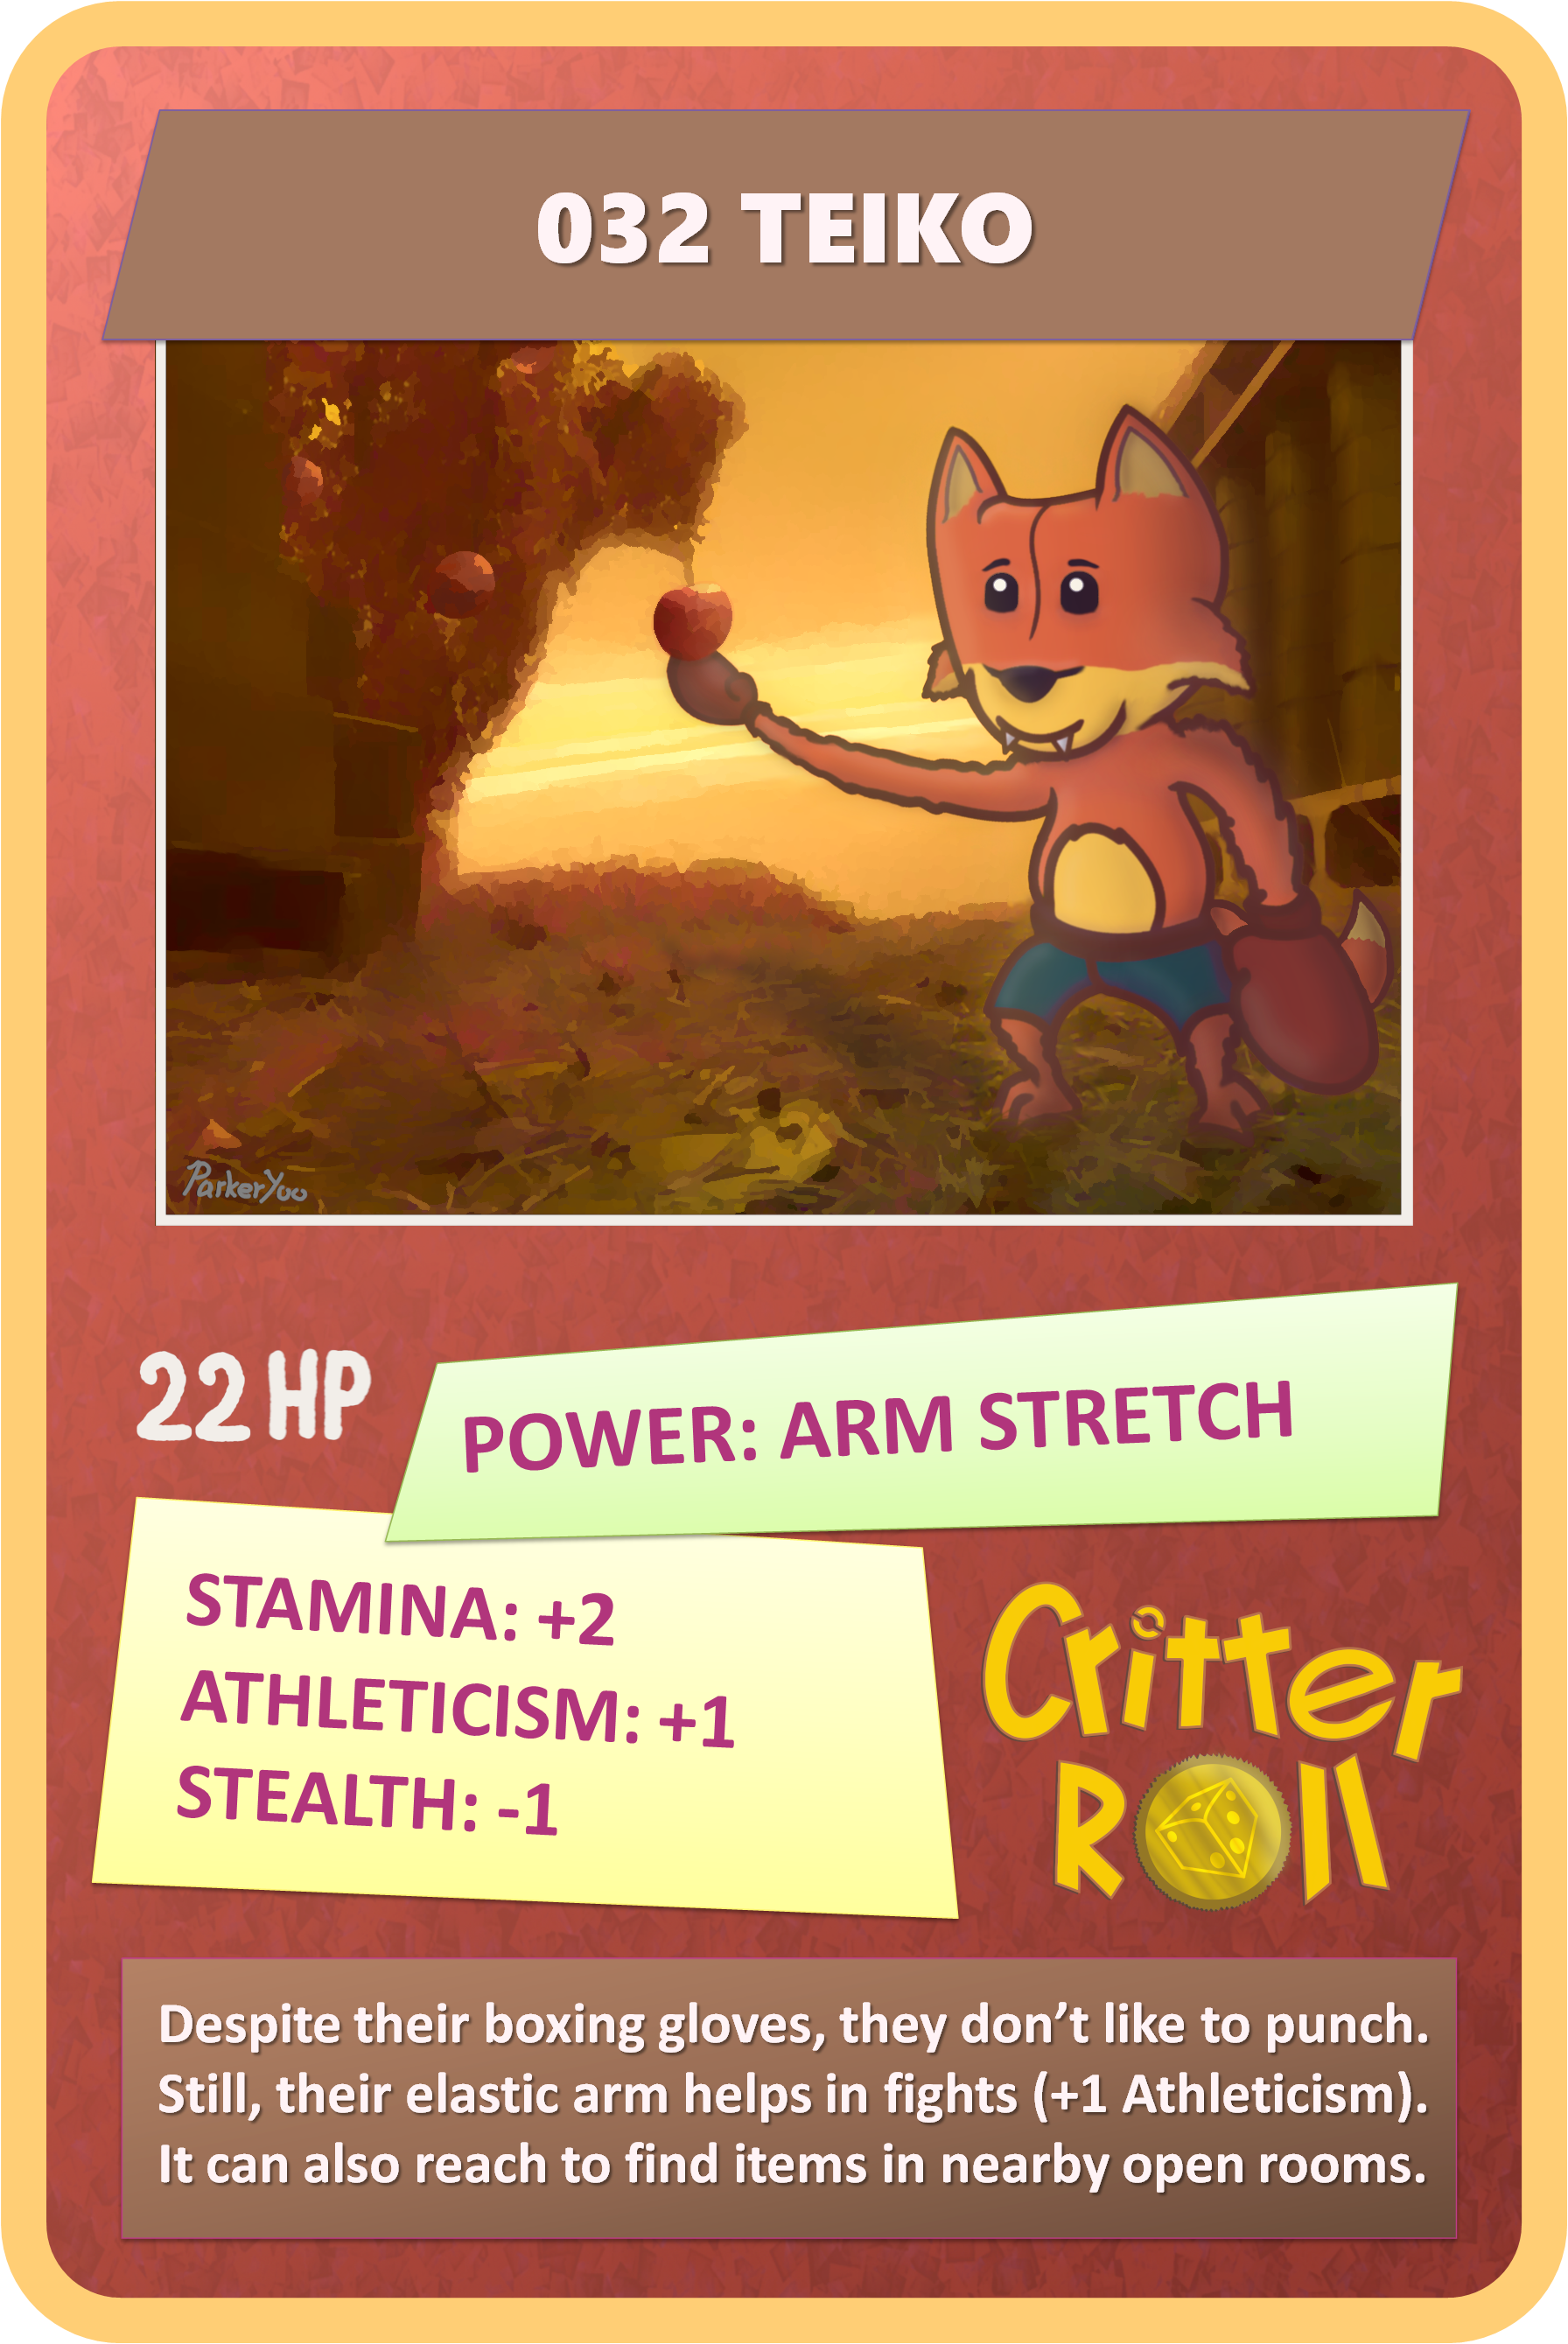 032 TEIKO
ParkerYoo
22 HP
POWER: ARM STRETCH
STAMINA: +2
ATHLETICISM: +1
STEALTH: -1
Critter
Roll
Despite their boxing gloves, they don’t like to punch.
Still, their elastic arm helps in fights (+1 Athleticism).
It can also reach to find items in nearby open rooms.